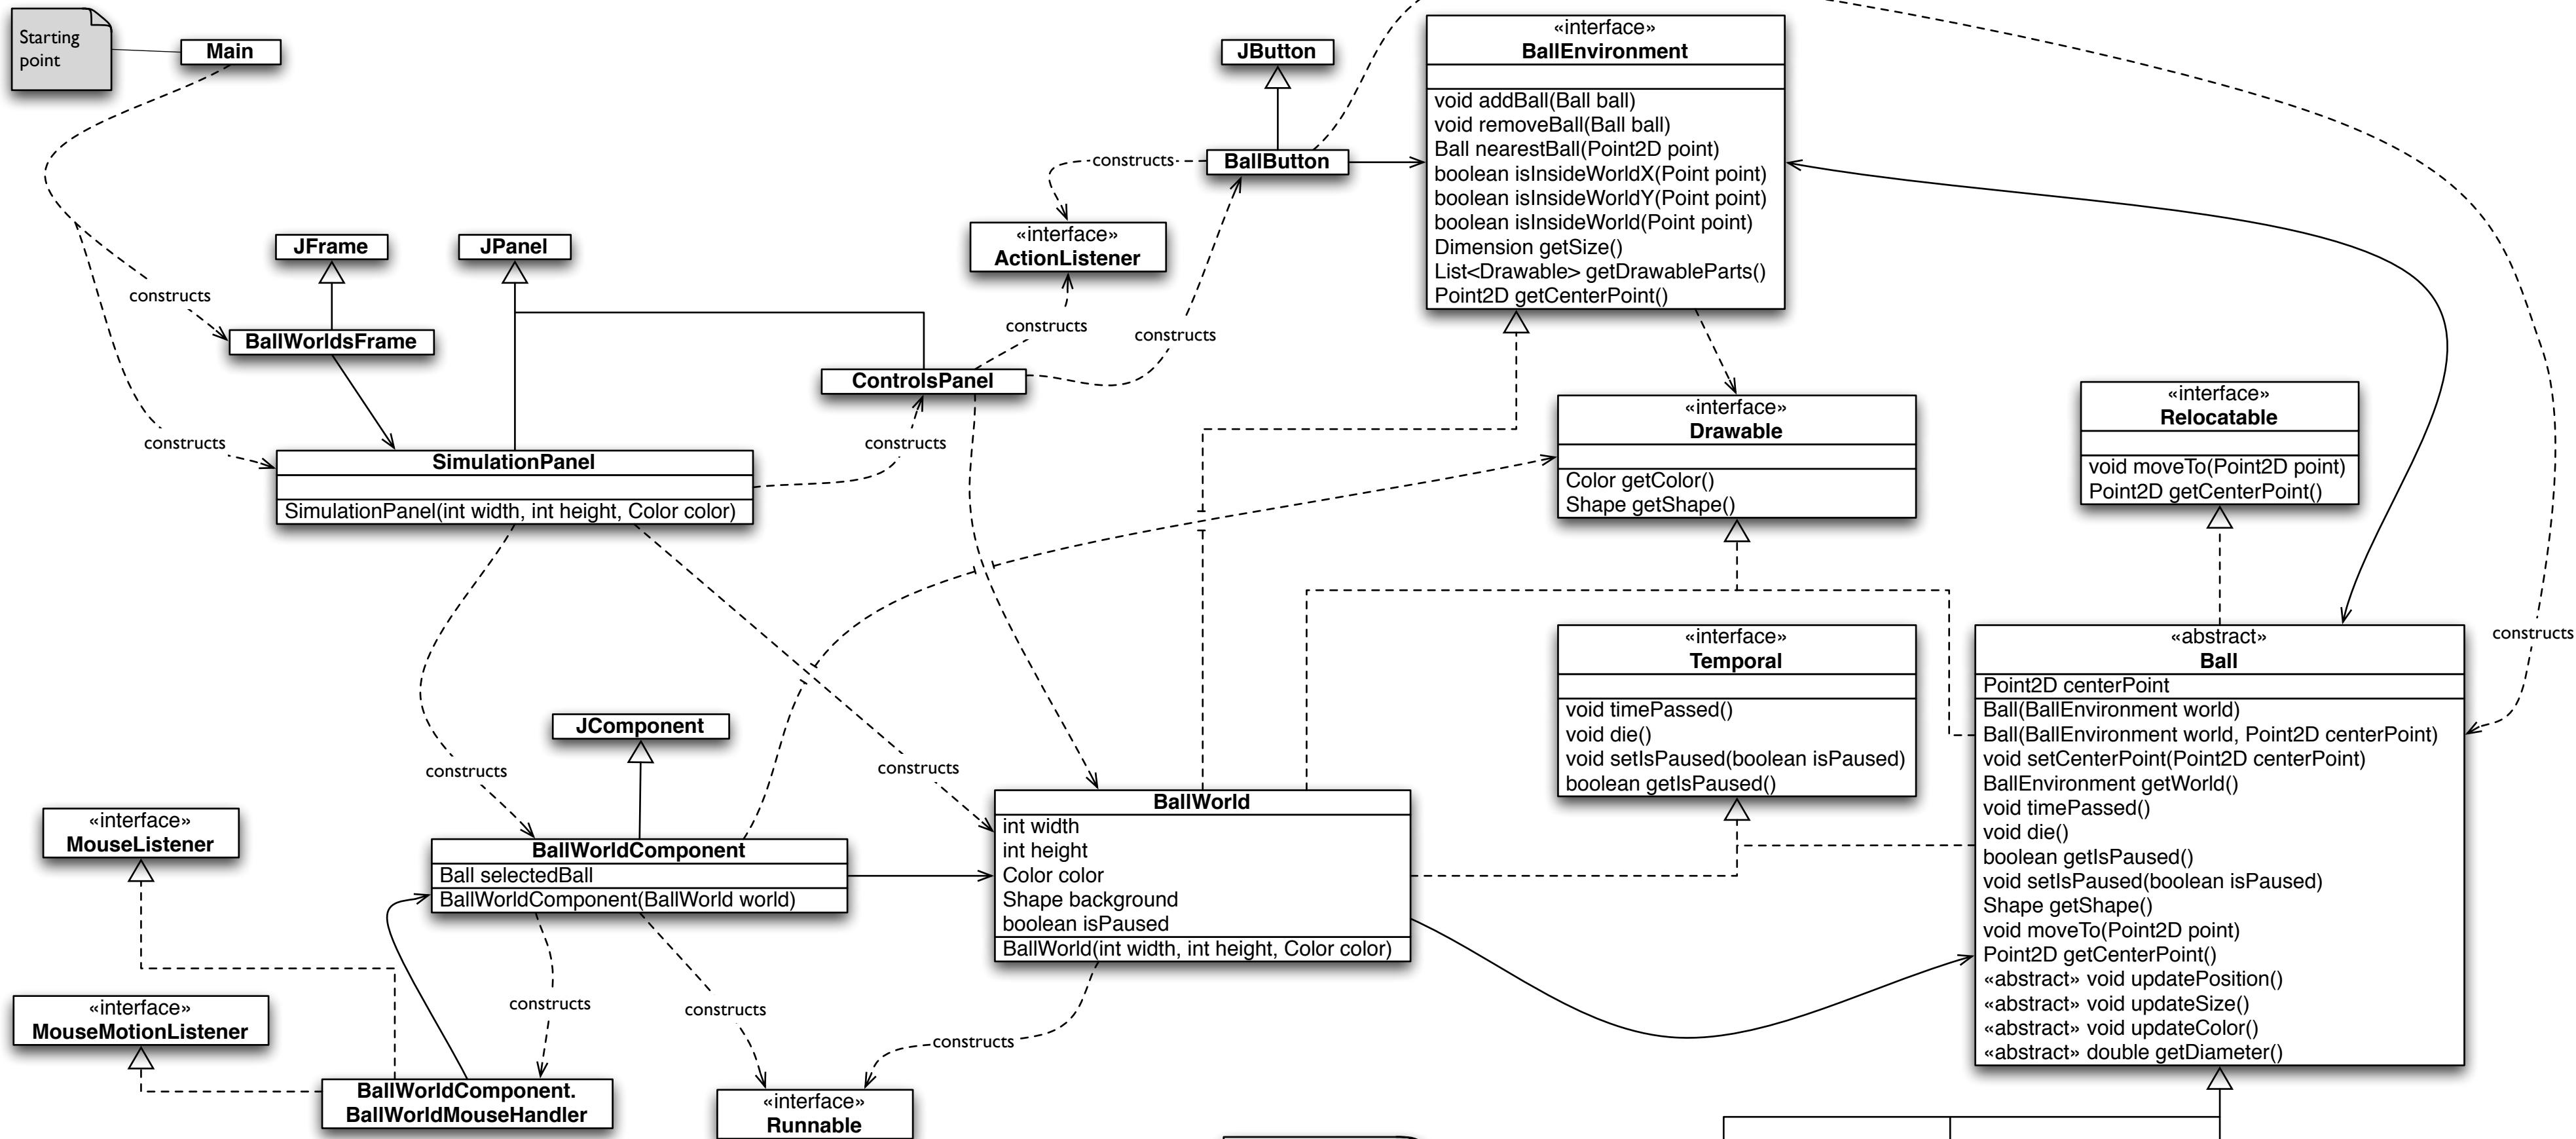 Starting
point
Main
JButton
«interface»
BallEnvironment
void addBall(Ball ball)
void removeBall(Ball ball)
Ball nearestBall(Point2D point)
boolean isInsideWorldX(Point point)
boolean isInsideWorldY(Point point)
boolean isInsideWorld(Point point)
Dimension getSize()
List<Drawable> getDrawableParts()
Point2D getCenterPoint()
constructs
BallButton
«interface»
ActionListener
JFrame
JPanel
constructs
constructs
constructs
BallWorldsFrame
ControlsPanel
constructs
constructs
SimulationPanel
SimulationPanel(int width, int height, Color color)
«interface»
Drawable
Color getColor()
Shape getShape()
«interface»
Relocatable
void moveTo(Point2D point)
Point2D getCenterPoint()
«interface»
Temporal
void timePassed()
void die()
void setIsPaused(boolean isPaused)
boolean getIsPaused()
«abstract»
Ball
Point2D centerPoint
Ball(BallEnvironment world)
Ball(BallEnvironment world, Point2D centerPoint)
void setCenterPoint(Point2D centerPoint)
BallEnvironment getWorld()
void timePassed()
void die()
boolean getIsPaused()
void setIsPaused(boolean isPaused)
Shape getShape()
void moveTo(Point2D point)
Point2D getCenterPoint()
«abstract» void updatePosition()
«abstract» void updateSize()
«abstract» void updateColor()
«abstract» double getDiameter()
constructs
JComponent
constructs
constructs
«interface»
MouseListener
BallWorldComponent
Ball selectedBall
BallWorldComponent(BallWorld world)
BallWorld
int width
int height
Color color
Shape background
boolean isPaused
BallWorld(int width, int height, Color color)
«interface»
MouseMotionListener
constructs
constructs
constructs
BallWorldComponent.
BallWorldMouseHandler
«interface»
Runnable